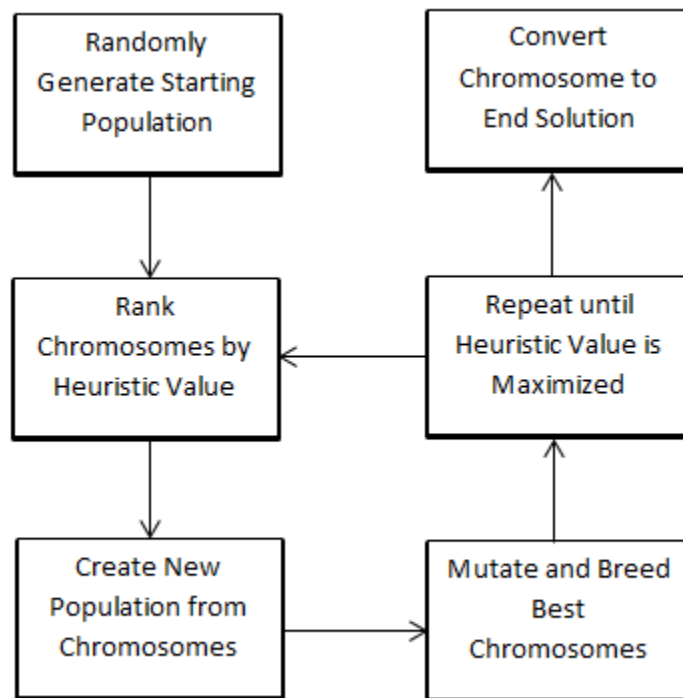 Randomly
Generate Starting
Population
Convert
Chromosome to
End Solution
Rank
Chromosomes by
Heuristic Value
Repeat until
Heuristic Value is
Maximized
Create New
Population from
Chromosomes
Mutate and Breed
Best
Chromosomes